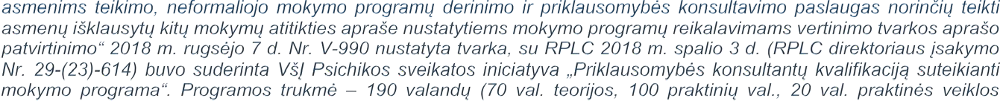 asmenims teikimo, neformaliojo mokymo programų derinimo ir priklausomybės konsultavimo paslaugas norinčių teikti
asmenų išklausytų kitų mokymų atitikties apraše nustatytiems mokymo programų reikalavimams vertinimo tvarkos aprašo
patvirtinimo“ 2018 m. rugsėjo 7 d. Nr. V-990 nustatyta tvarka, su RPLC 2018 m. spalio 3 d. (RPLC direktoriaus įsakymo
Nr. 29-(23)-614) buvo suderinta VšĮ Psichikos sveikatos iniciatyva „Priklausomybės konsultantų kvalifikaciją suteikianti
mokymo programa“. Programos trukmė – 190 valandų (70 val. teorijos, 100 praktinių val., 20 val. praktinės veiklos